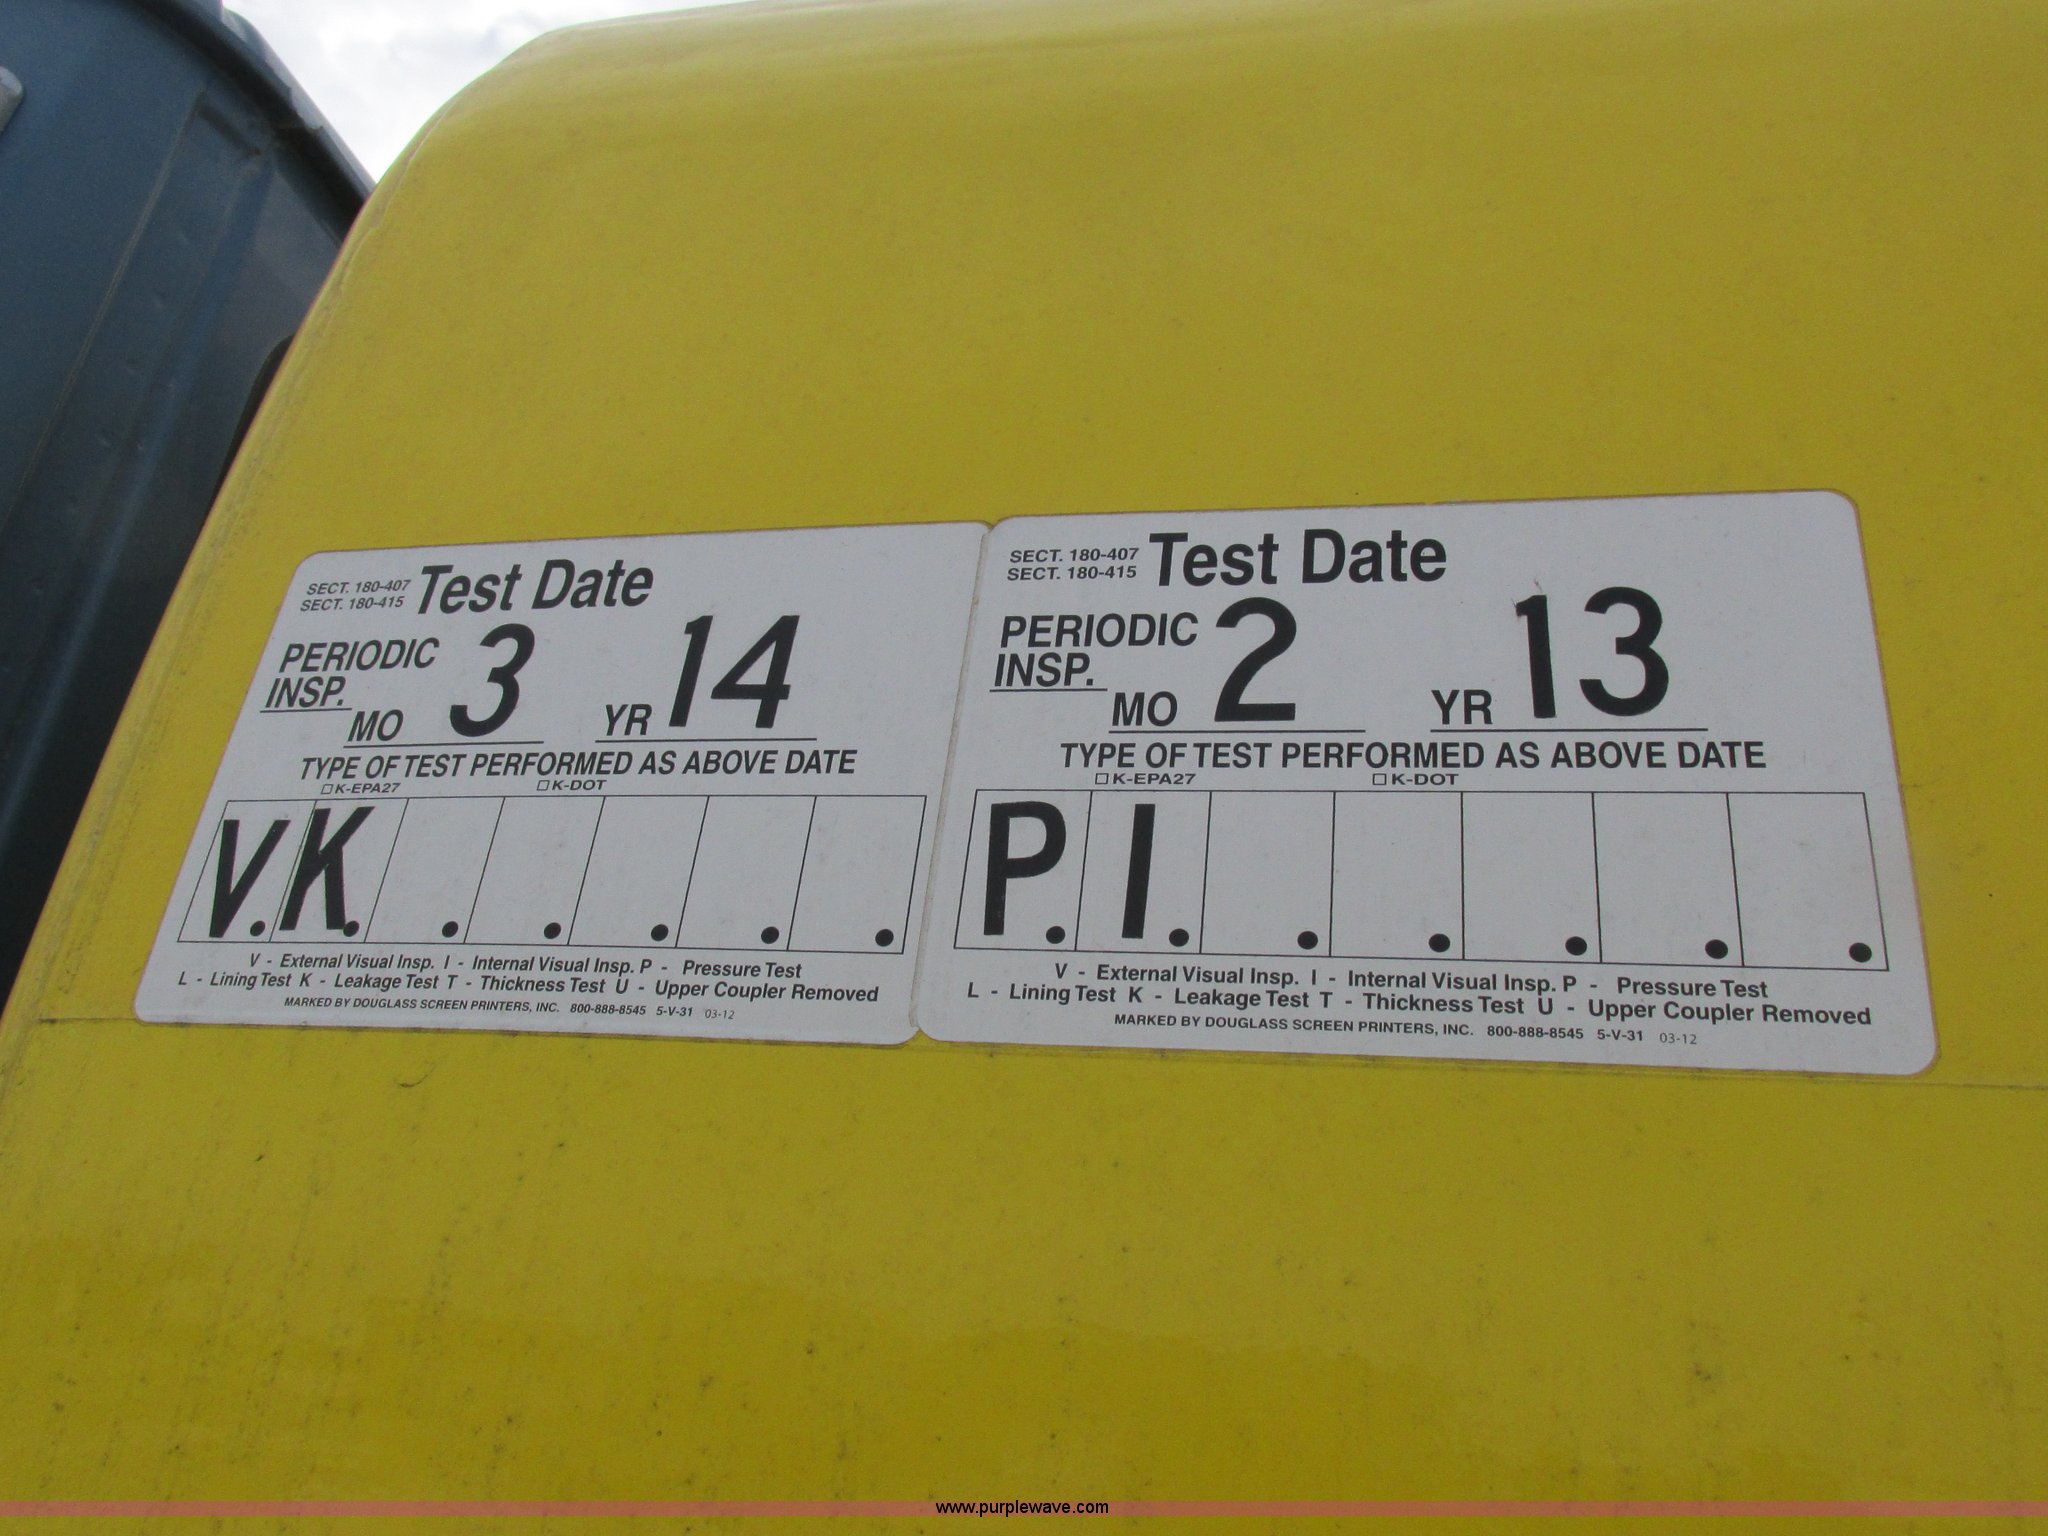 SECT. 180-407
SECT. 180-415
Test Date
PERIODIC
INSP.
MO 3 YR 14
TYPE OF TEST PERFORMED AS ABOVE DATE
K-EPA27 K-DOT
V. K. . . . . .
V - External Visual Insp. I - Internal Visual Insp. P - Pressure Test
L - Lining Test K - Leakage Test T - Thickness Test U - Upper Coupler Removed
MARKED BY DOUGLASS SCREEN PRINTERS, INC. 800-888-8545 5-V-31 03-12
SECT. 180-407
SECT. 180-415
Test Date
PERIODIC
INSP.
MO 2 YR 13
TYPE OF TEST PERFORMED AS ABOVE DATE
K-EPA27 K-DOT
P. I. . . . . .
V - External Visual Insp. I - Internal Visual Insp. P - Pressure Test
L - Lining Test K - Leakage Test T - Thickness Test U - Upper Coupler Removed
MARKED BY DOUGLASS SCREEN PRINTERS, INC. 800-888-8545 5-V-31 03-12
www.purplewave.com